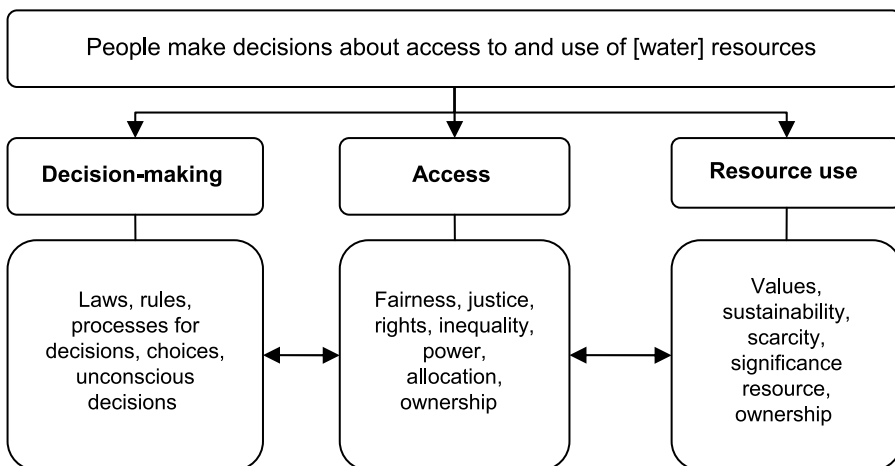 People make decisions about access to and use of [water] resources
Decision-making
Access
Resource use
Laws, rules,
processes for
decisions, choices,
unconscious
decisions
Fairness, justice,
rights, inequality,
power,
allocation,
ownership
Values,
sustainability,
scarcity,
significance
resource,
ownership